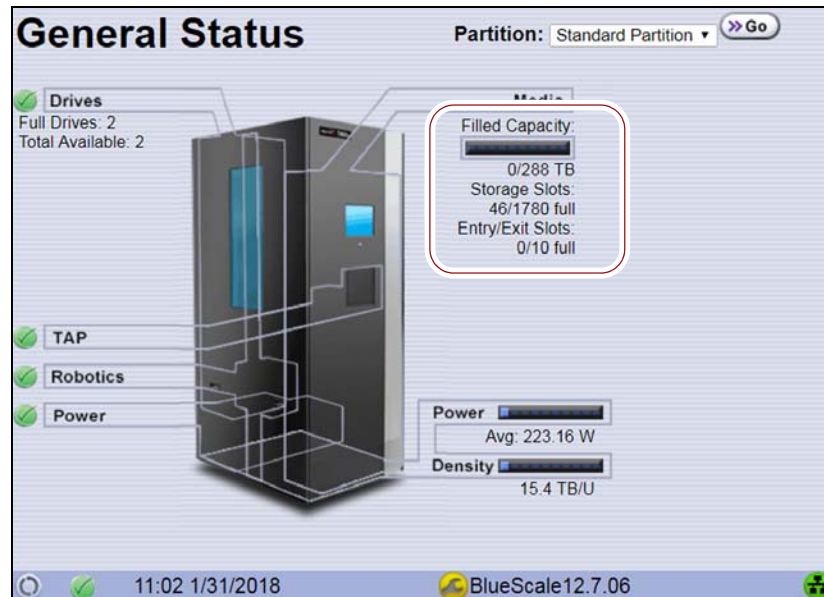 General Status
Partition: Standard Partition Go
Drives
Full Drives: 2
Total Available: 2
Media
Filled Capacity:
0/288 TB
Storage Slots:
46/1780 full
Entry/Exit Slots:
0/10 full
TAP
Robotics
Power
Power
Avg: 223.16 W
Density
15.4 TB/U
11:02 1/31/2018
BlueScale12.7.06